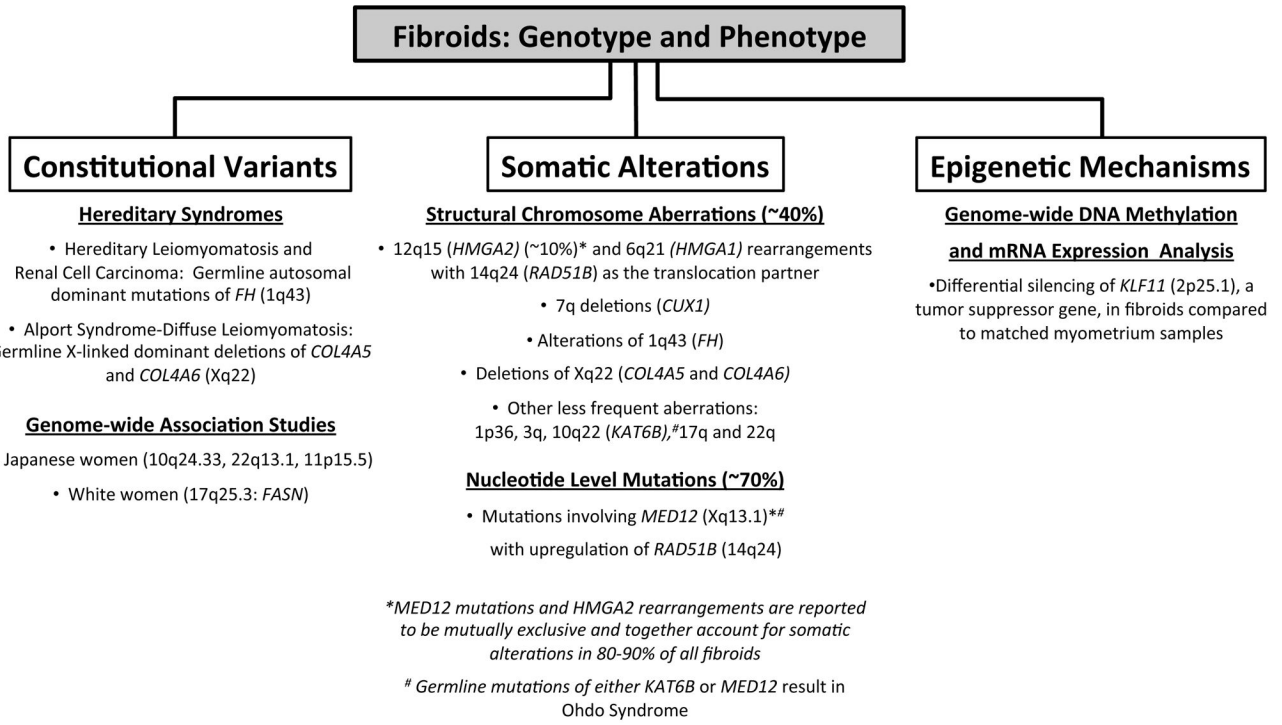 Fibroids: Genotype and Phenotype
Constitutional Variants
Hereditary Syndromes
• Hereditary Leiomyomatosis and
Renal Cell Carcinoma: Germline autosomal
dominant mutations of FH (1q43)
• Alport Syndrome-Diffuse Leiomyomatosis:
ermline X-linked dominant deletions of COL4A5
and COL4A6 (Xq22)
Genome-wide Association Studies
Japanese women (10q24.33, 22q13.1, 11p15.5)
• White women (17q25.3: FASN)
Somatic Alterations
Structural Chromosome Aberrations (~40%)
• 12q15 (HMGA2) (~10%)* and 6q21 (HMGA1) rearrangements
with 14q24 (RAD51B) as the translocation partner
• 7q deletions (CUX1)
• Alterations of 1q43 (FH)
• Deletions of Xq22 (COL4A5 and COL4A6)
• Other less frequent aberrations:
1p36, 3q, 10q22 (KAT6B),#17q and 22q
Nucleotide Level Mutations (~70%)
• Mutations involving MED12 (Xq13.1)*#
with upregulation of RAD51B (14q24)
*MED12 mutations and HMGA2 rearrangements are reported
to be mutually exclusive and together account for somatic
alterations in 80-90% of all fibroids
# Germline mutations of either KAT6B or MED12 result in
Ohdo Syndrome
Epigenetic Mechanisms
Genome-wide DNA Methylation
and mRNA Expression Analysis
•Differential silencing of KLF11 (2p25.1), a
tumor suppressor gene, in fibroids compared
to matched myometrium samples